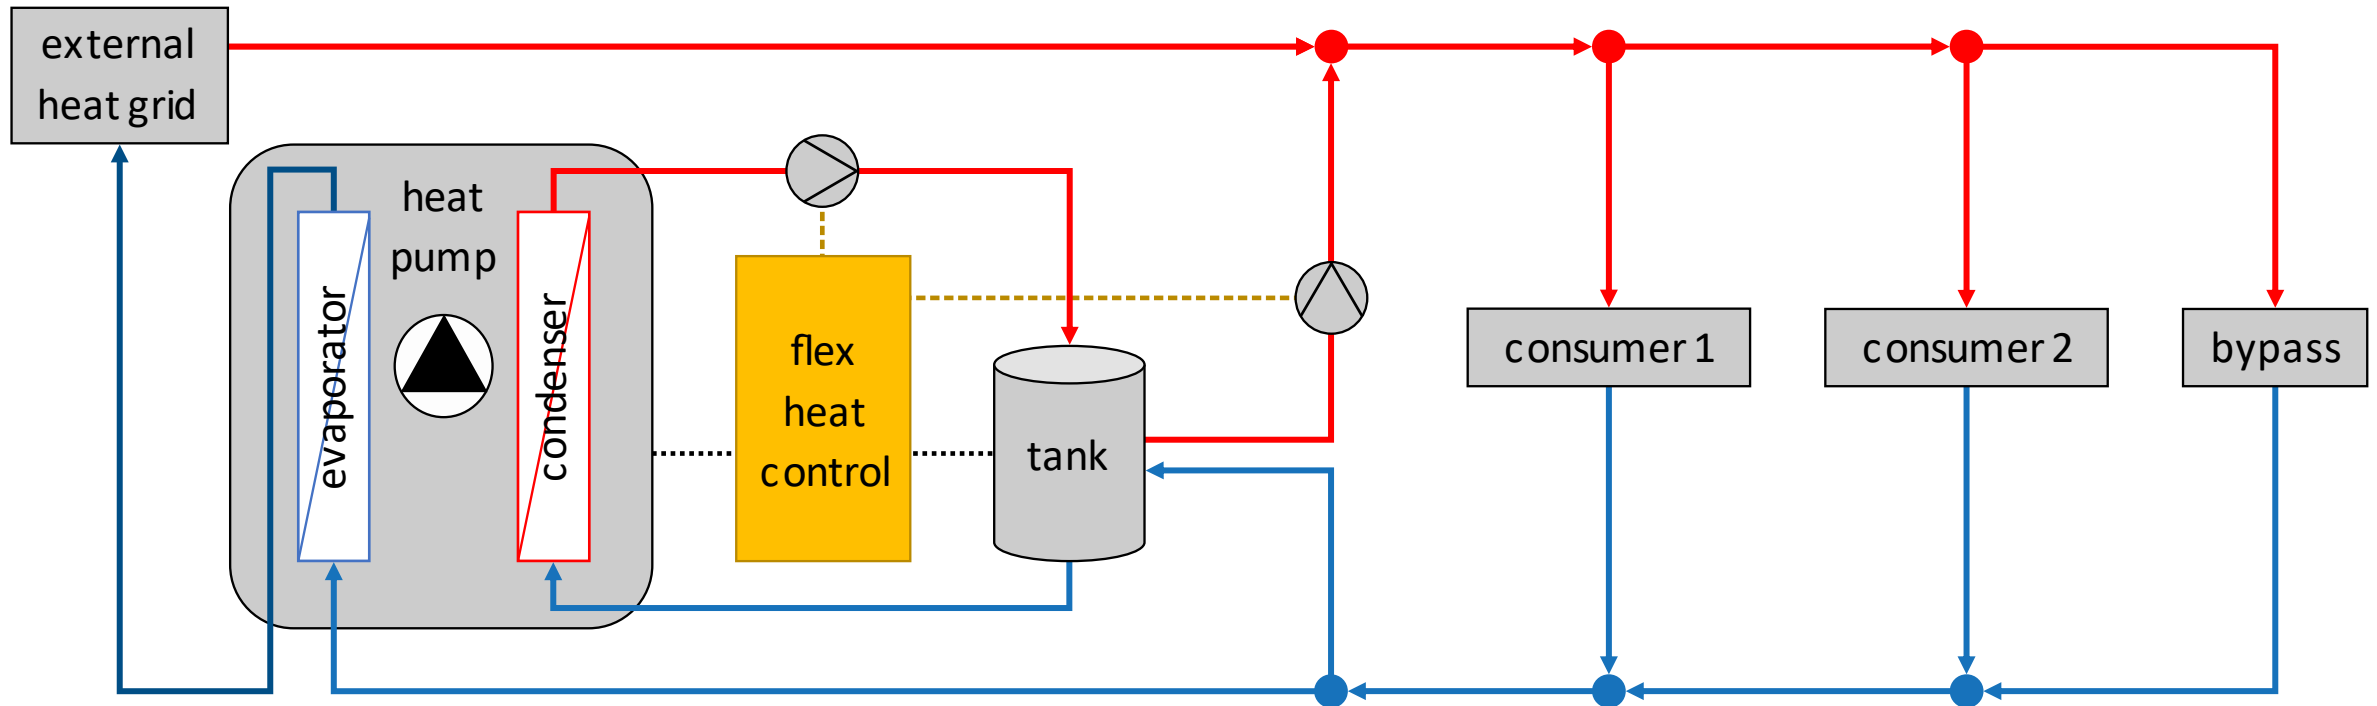 external
heat grid
heat
pump
evaporator
condenser
flex
heat
control
tank
consumer 1
consumer 2
bypass